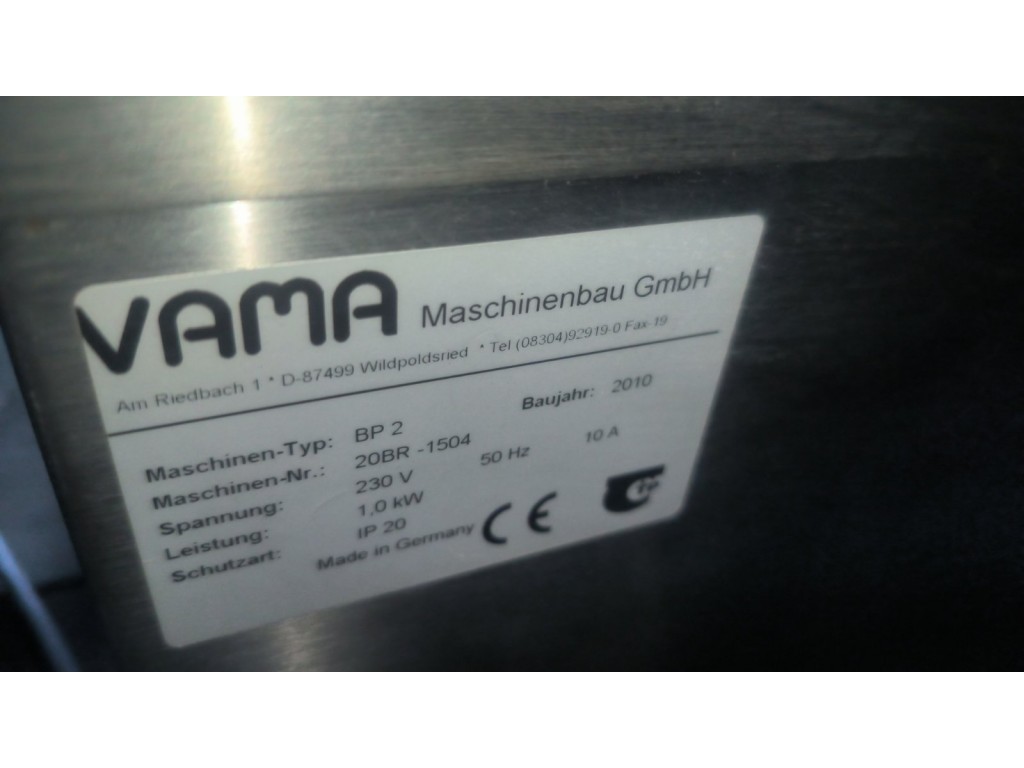 VAMA Maschinenbau GmbH
Am Riedbach 1 * D-87499 Wildpoldsried * Tel (08304)92919-0 Fax-19
Maschinen-Typ: BP 2 Baujahr: 2010
Maschinen-Nr.: 20BR -1504
Spannung: 230 V 50 Hz 10 A
Leistung: 1,0 kW
Schutzart: IP 20
Made in Germany CE